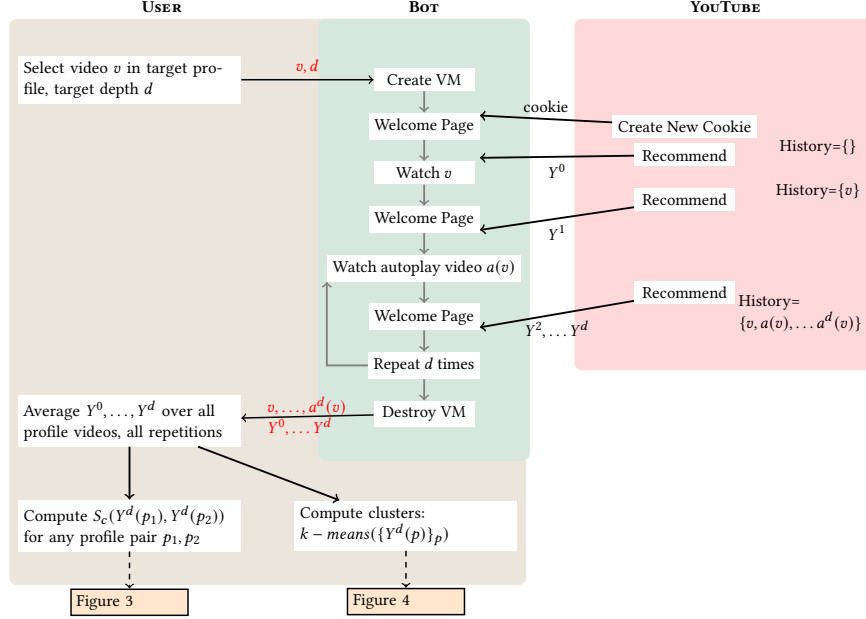 USER
BOT
YOUTUBE
Select video v in target pro-
file, target depth d
v, d
Create VM
cookie
Welcome Page
Create New Cookie
History={}
Recommend
Watch v
Y^0
History={v}
Recommend
Welcome Page
Y^1
Watch autoplay video a(v)
Recommend
History=
{v, a(v), . . . a^d(v)}
Welcome Page
Y^2, . . . Y^d
Repeat d times
Average Y^0, . . . , Y^d over all
profile videos, all repetitions
v, . . . , a^d(v)
Y^0, . . . Y^d
Destroy VM
Compute S_c(Y^d(p_1), Y^d(p_2))
for any profile pair p_1, p_2
Compute clusters:
k − means({Y^d(p)}_p)
Figure 3
Figure 4